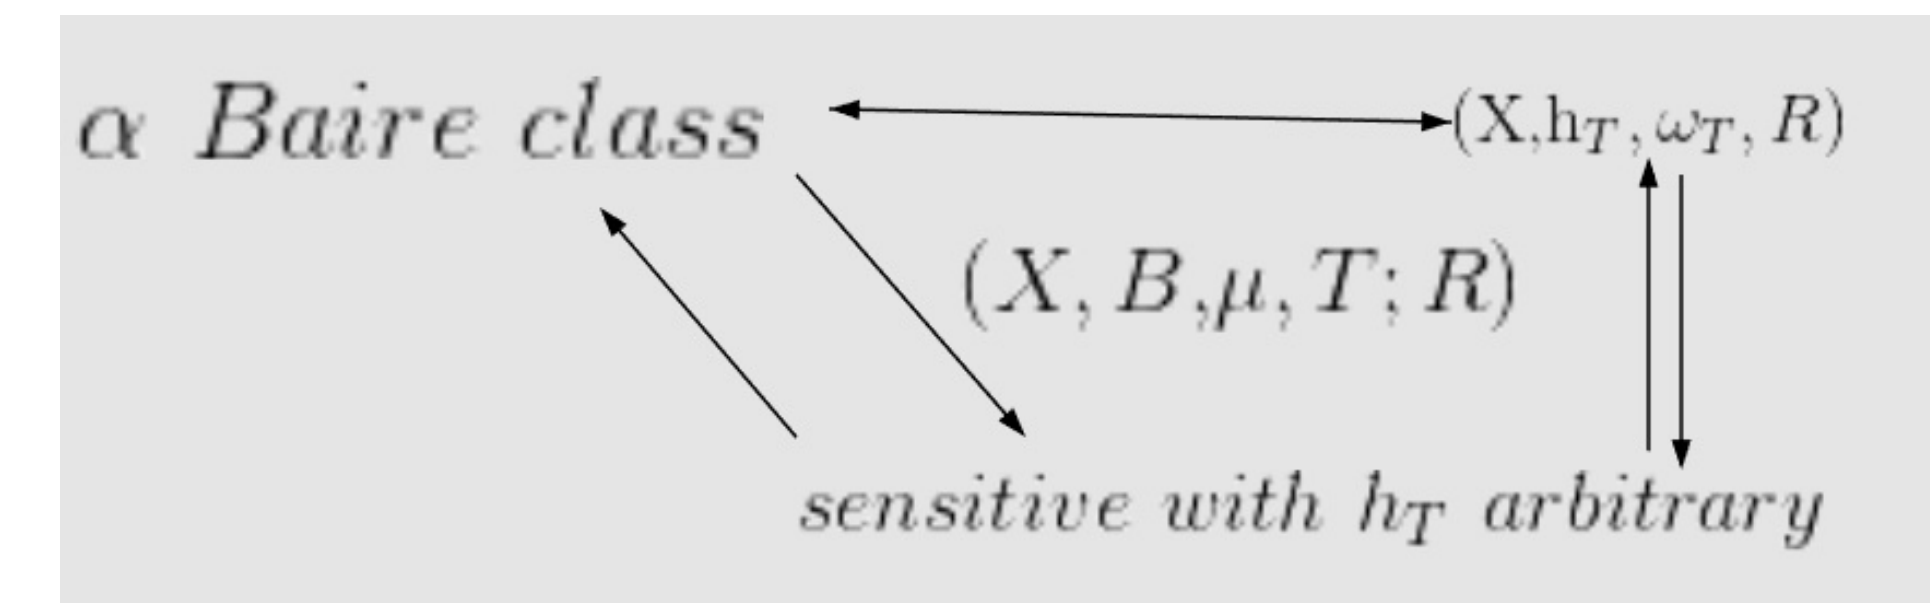 α Baire class
(X,h_T, ω_T, R)
(X, B,μ, T; R)
sensitive with h_T arbitrary